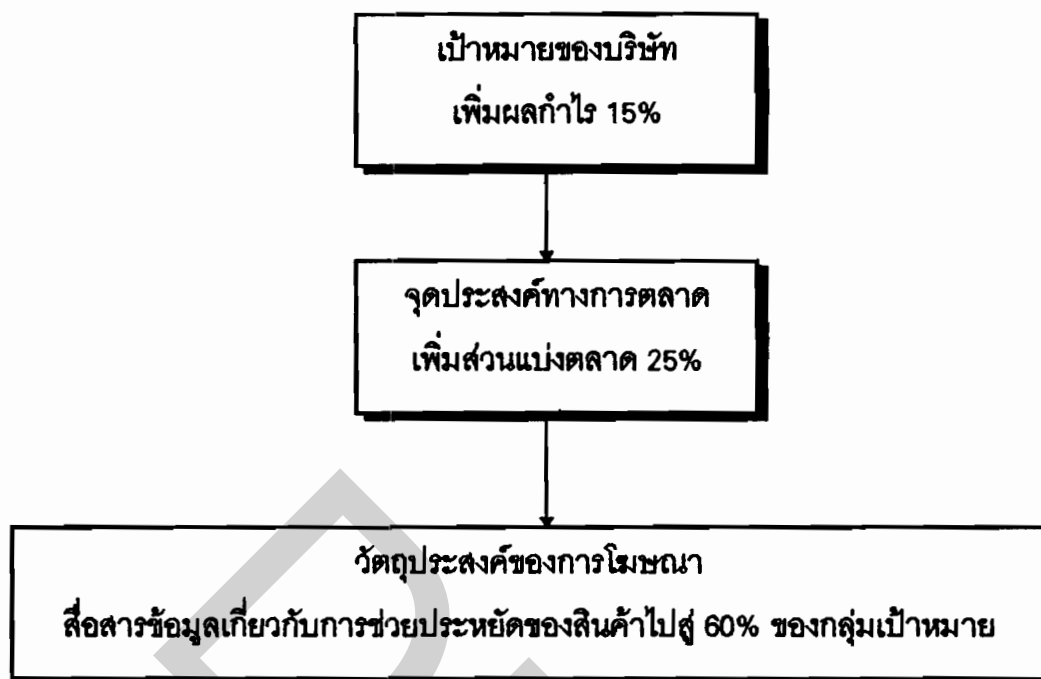 เป้าหมายของบริษัท
เพิ่มผลกำไร 15%
จุดประสงค์ทางการตลาด
เพิ่มส่วนแบ่งตลาด 25%
วัตถุประสงค์ของการโฆษณา
สื่อสารข้อมูลเกี่ยวกับการช่วยประหยัดของสินค้าไปสู่ 60% ของกลุ่มเป้าหมาย